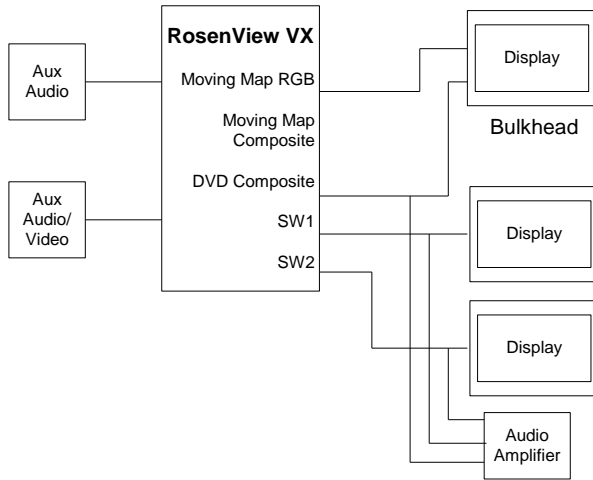 RosenView VX
Aux
Audio
Moving Map RGB
Moving Map
Composite
DVD Composite
SW1
SW2
Aux
Audio/
Video
Display
Bulkhead
Display
Display
Audio
Amplifier